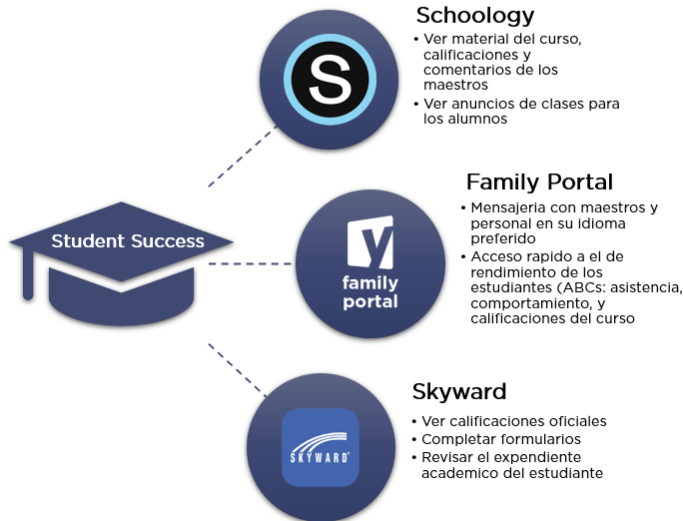 Schoology
• Ver material del curso,
calificaciones y
comentarios de los
maestros
• Ver anuncios de clases para
los alumnos
S
Student Success
Family Portal
• Mensajeria con maestros y
personal en su idioma
preferido
• Acceso rapido a el de
rendimiento de los
estudiantes (ABCs: asistencia,
comportamiento, y
calificaciones del curso
y
family
portal
Skyward
• Ver calificaciones oficiales
• Completar formularios
• Revisar el expendiente
academico del estudiante
SKYWARD®